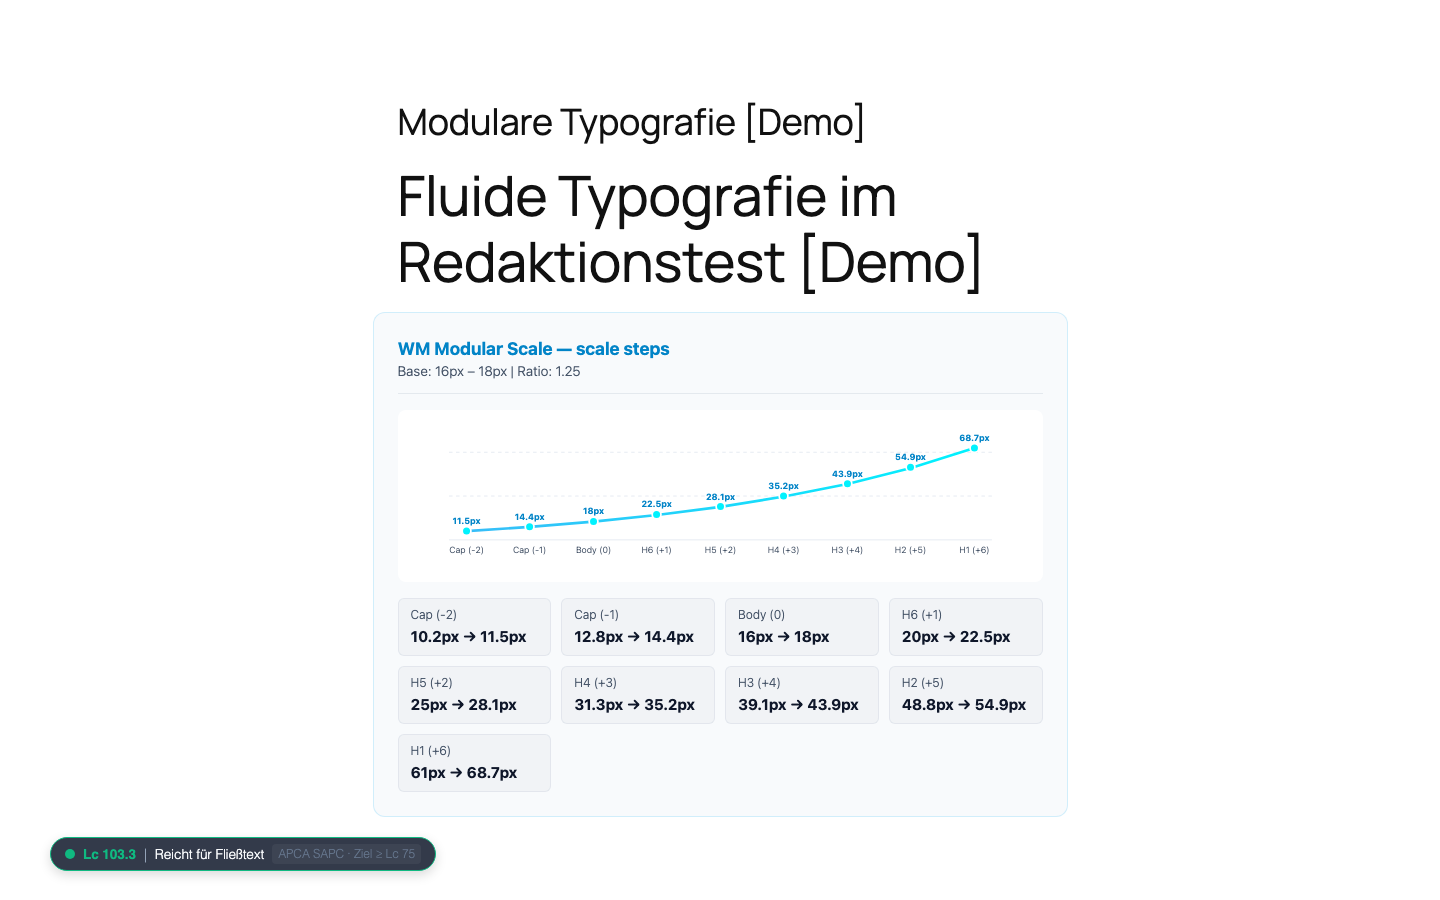 Modulare Typografie [Demo]
Fluide Typografie im
Redaktionstest [Demo]
WM Modular Scale — scale steps
Base: 16px – 18px | Ratio: 1.25
11.5px 14.4px 18px 22.5px 28.1px 35.2px 43.9px 54.9px 68.7px
Cap (-2) Cap (-1) Body (0) H6 (+1) H5 (+2) H4 (+3) H3 (+4) H2 (+5) H1 (+6)
Cap (-2) Cap (-1) Body (0) H6 (+1)
10.2px → 11.5px 12.8px → 14.4px 16px → 18px 20px → 22.5px
H5 (+2) H4 (+3) H3 (+4) H2 (+5)
25px → 28.1px 31.3px → 35.2px 39.1px → 43.9px 48.8px → 54.9px
H1 (+6)
61px → 68.7px
Lc 103.3 | Reicht für Fließtext APCA SAPC · Ziel ≥ Lc 75